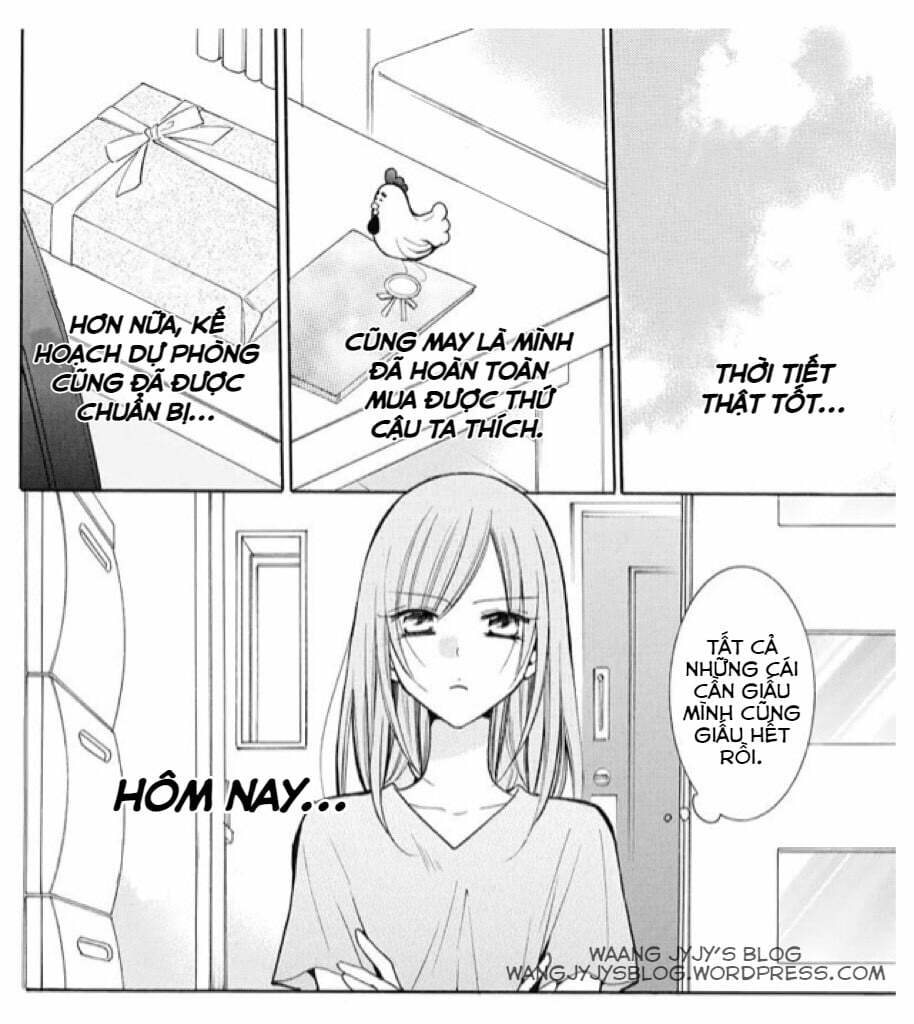 THỜI TIẾT
THẬT TỐT...
CŨNG MAY LÀ MÌNH
ĐÃ HOÀN TOÀN
MUA ĐƯỢC THỨ
CẬU TA THÍCH.
HƠN NỮA, KẾ
HOẠCH DỰ PHÒNG
CŨNG ĐÃ ĐƯỢC
CHUẨN BỊ...
TẤT CẢ
NHỮNG CÁI
CẦN GIẤU
MÌNH CŨNG
GIẤU HẾT
RỒI.
HÔM NAY...
WAANG JYJY'S BLOG
WANGJYJYSBLOG.WORDPRESS.COM